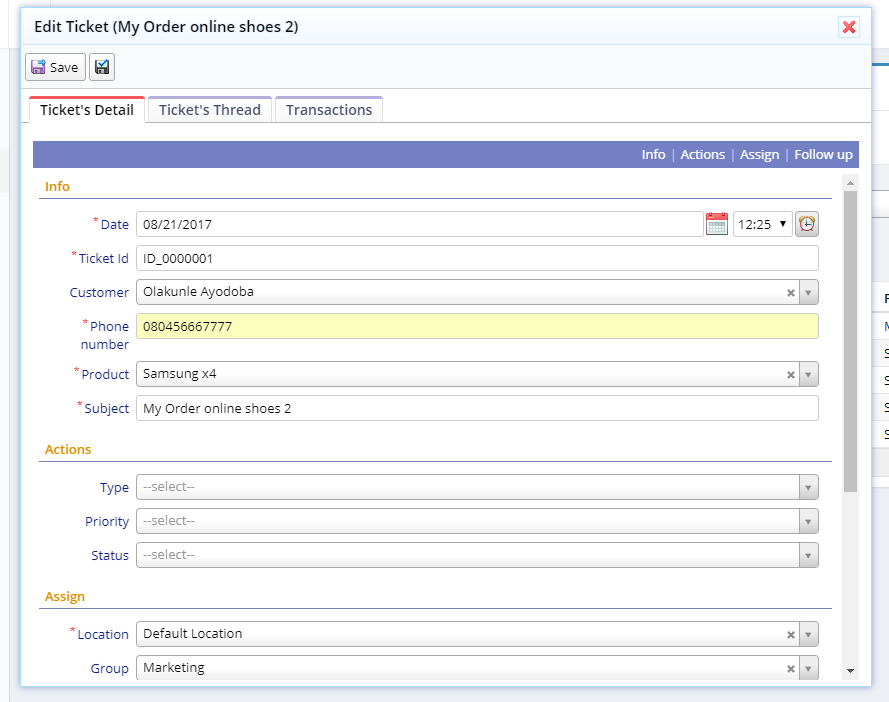 Edit Ticket (My Order online shoes 2)
Save
Ticket's Detail Ticket's Thread Transactions
Info | Actions | Assign | Follow up
Info
*Date 08/21/2017 12:25
*Ticket Id ID_0000001
Customer Olakunle Ayodoba
*Phone number 080456667777
*Product Samsung x4
*Subject My Order online shoes 2
Actions
Type --select--
Priority --select--
Status --select--
Assign
*Location Default Location
Group Marketing